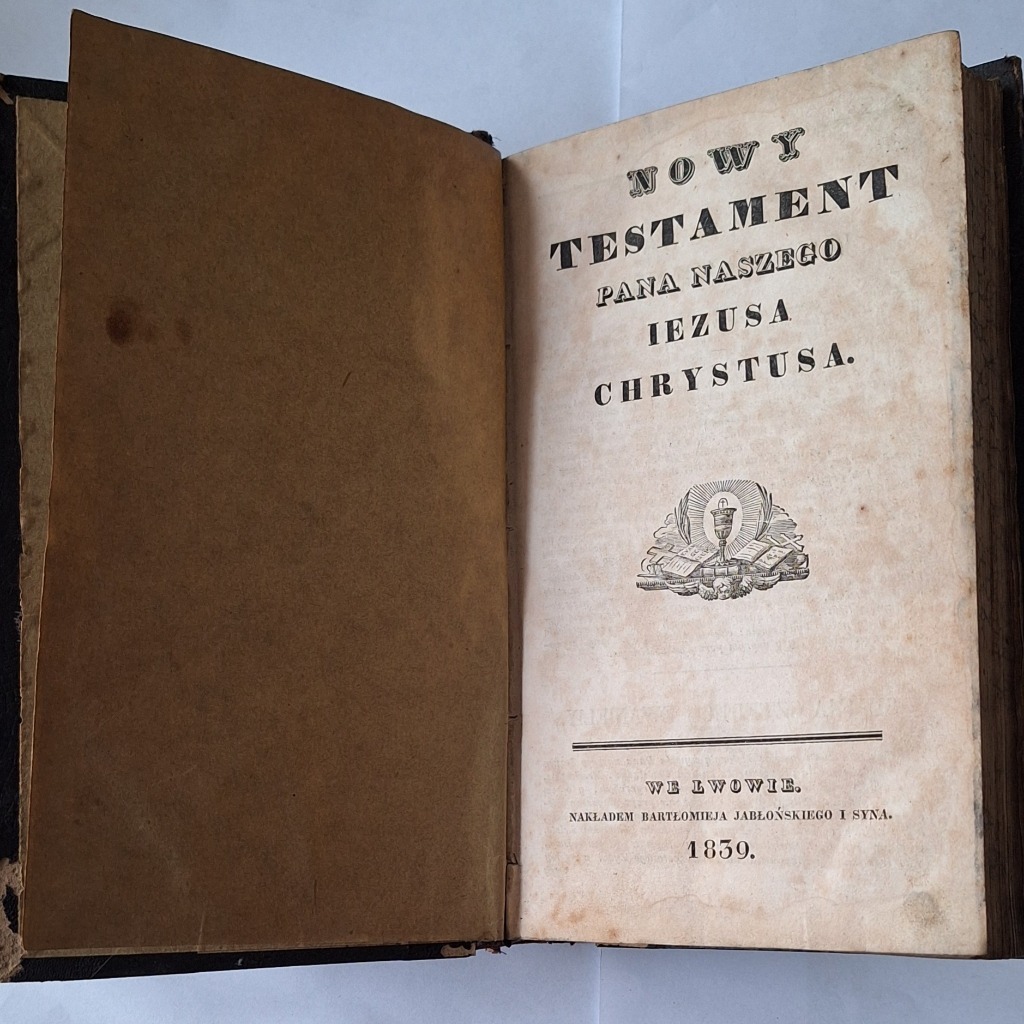 NOWY
TESTAMENT
PANA NASZEGO
IEZUSA
CHRYSTUSA.
WE LWOWIE.
NAKŁADEM BARTŁOMIEJA JABŁOŃSKIEGO I SYNA.
1839.